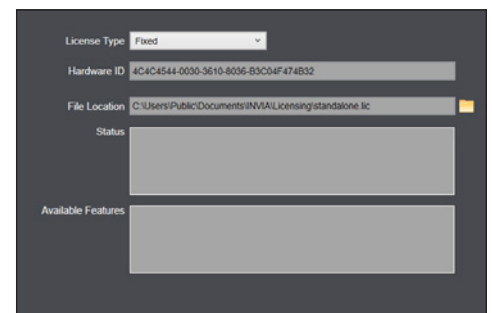 License Type Fixed
Hardware ID 4C4C4544-0030-3610-8036-B3C04F474B32
File Location C:\Users\Public\Documents\INVIA\Licensing\standalone.lic
Status
Available Features